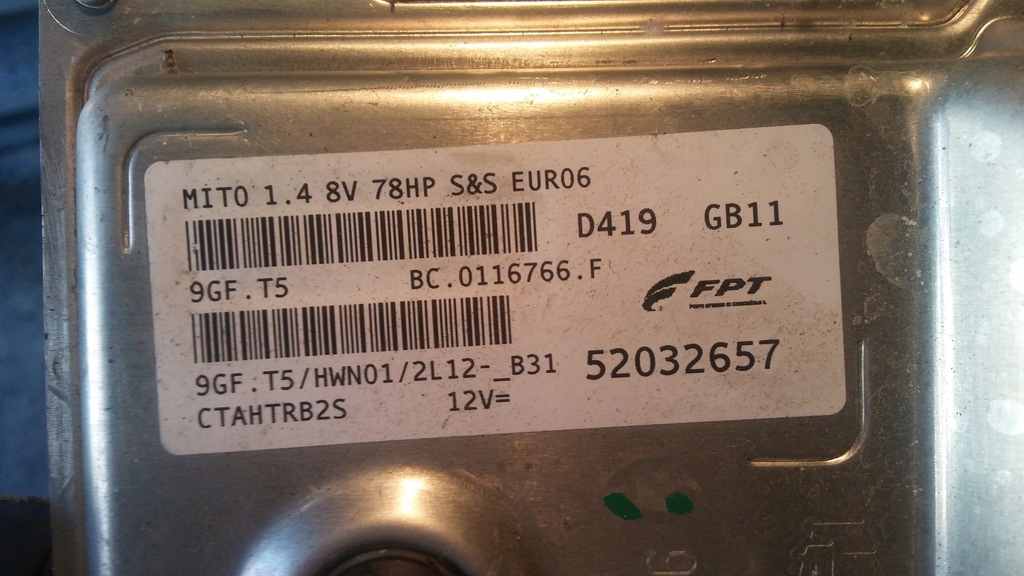 MITO 1.4 8V 78HP S&S EURO6
D419 GB11
9GF.T5 BC.0116766.F
FPT
9GF.T5/HWN01/2L12-_B31 52032657
CTAHTRB2S 12V=